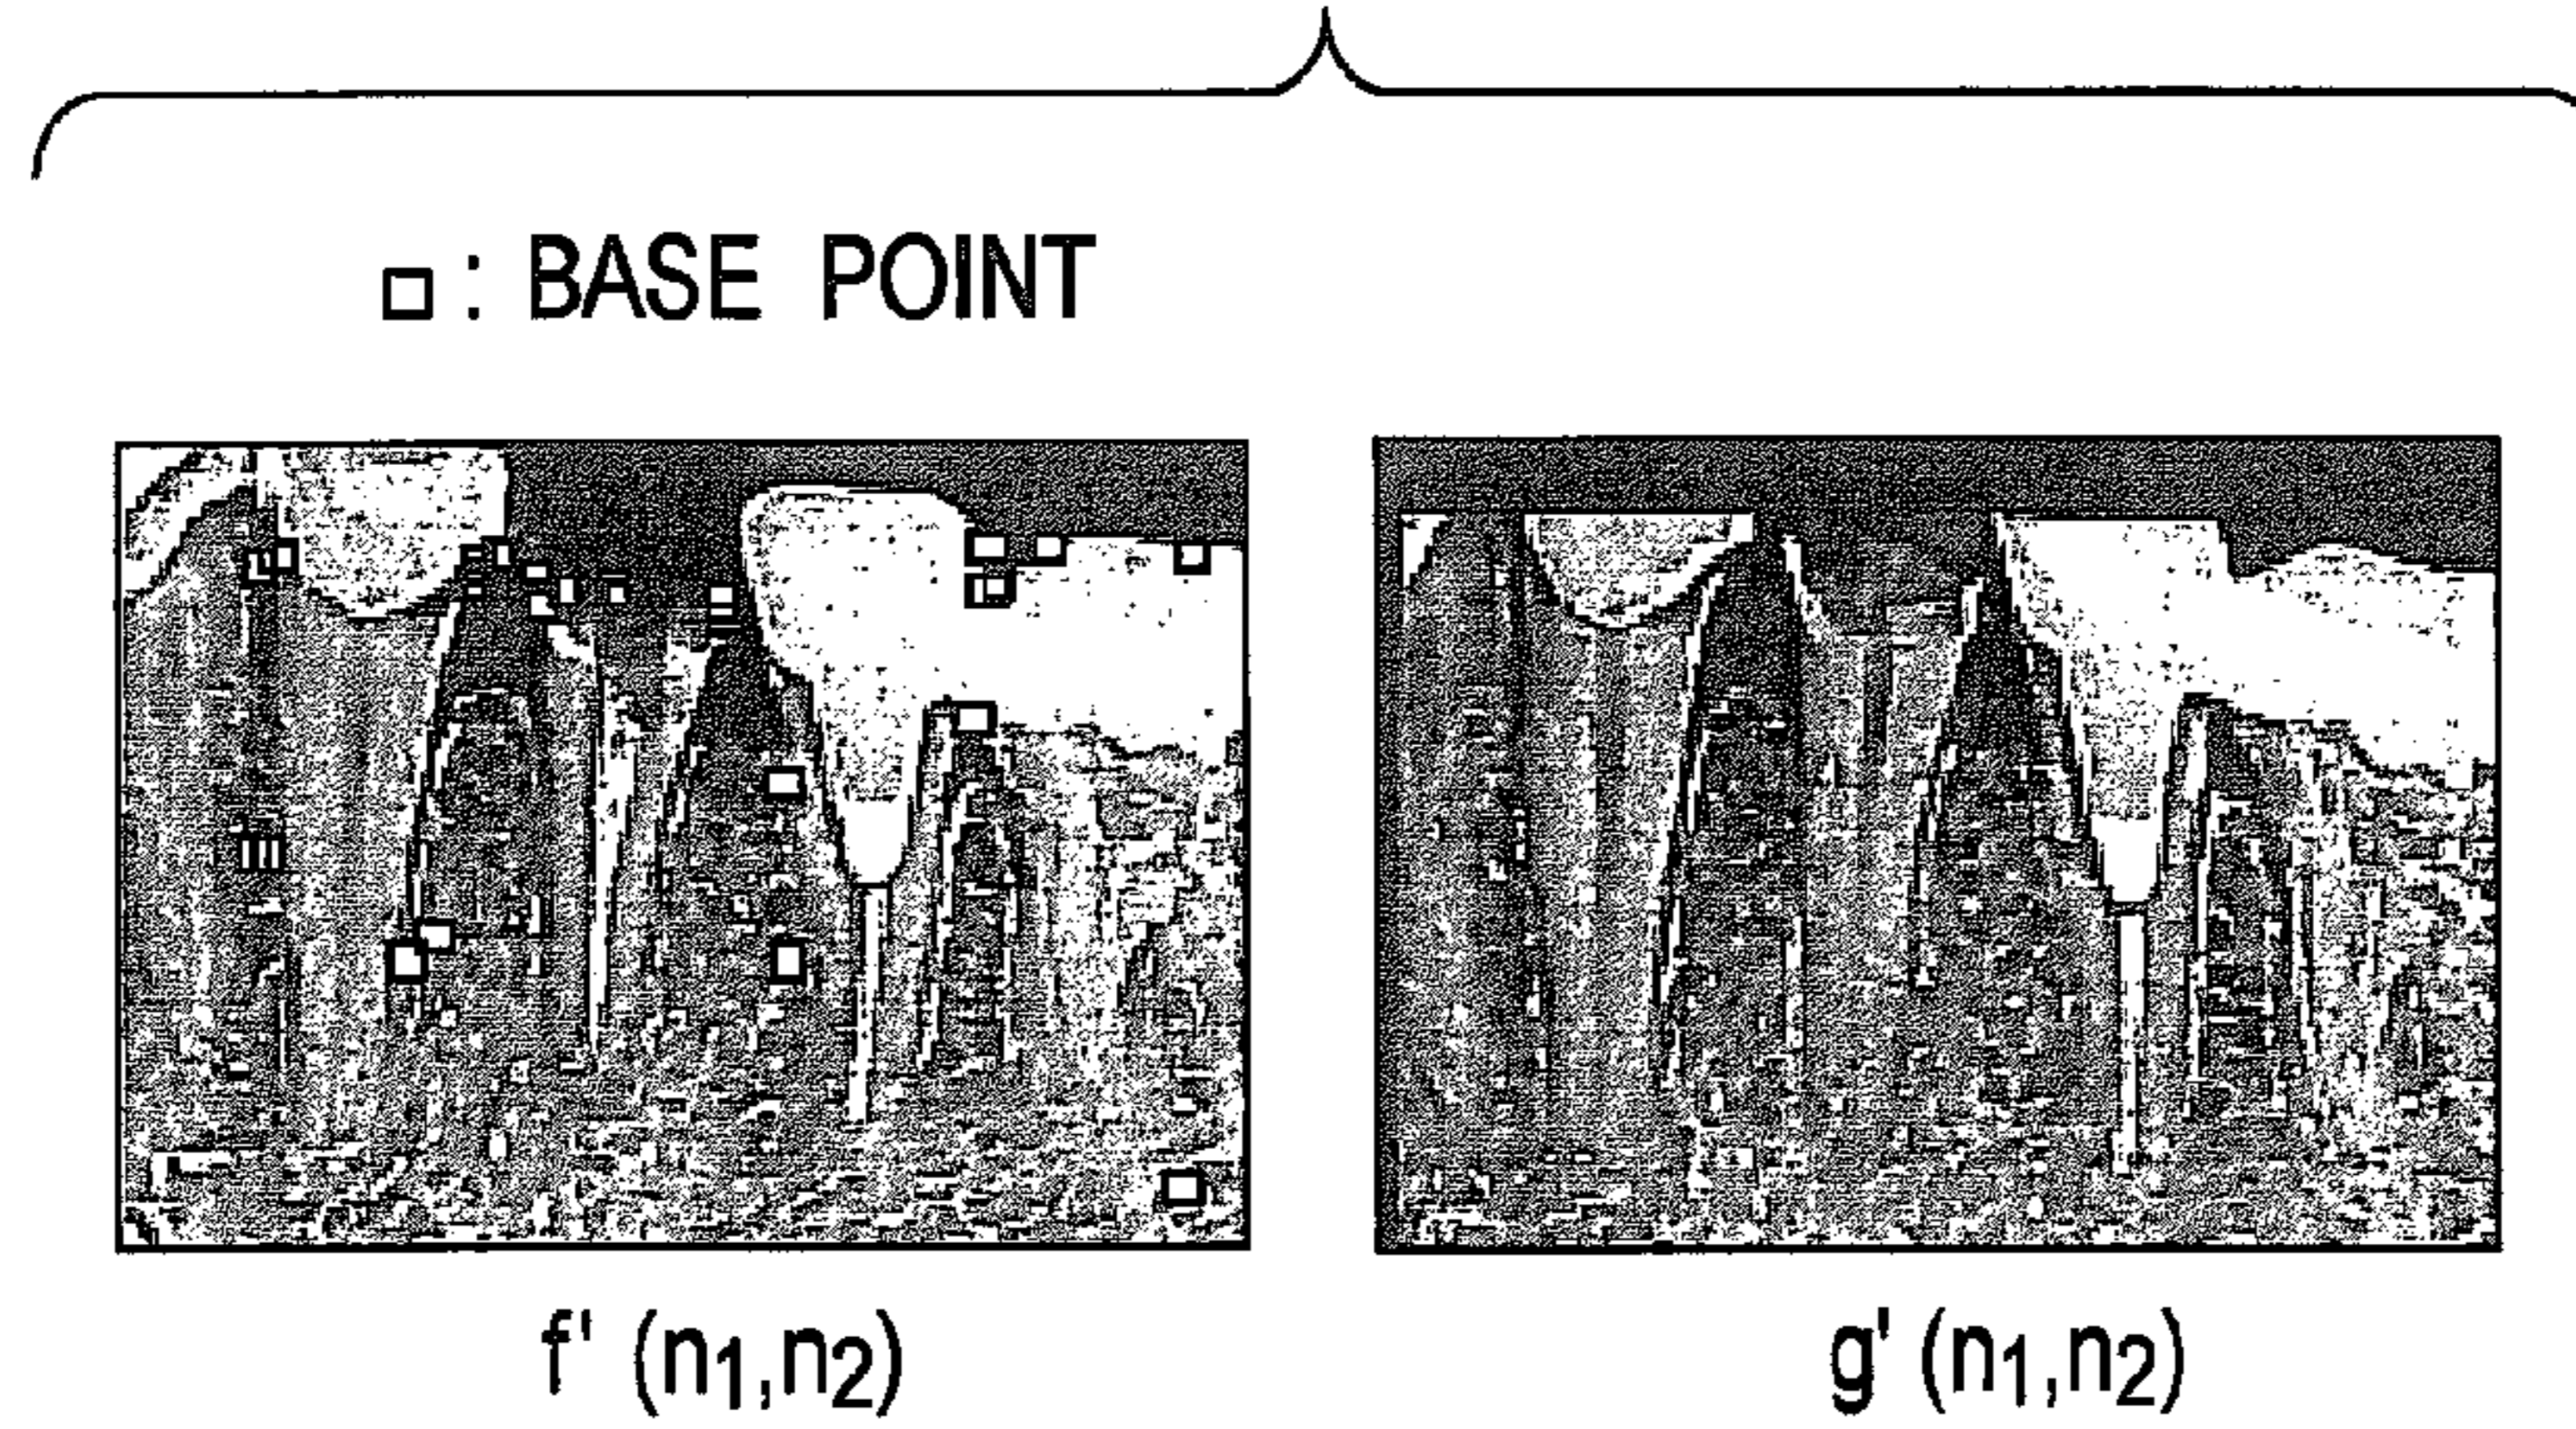 □ : BASE POINT
f' (n1,n2)
g' (n1,n2)